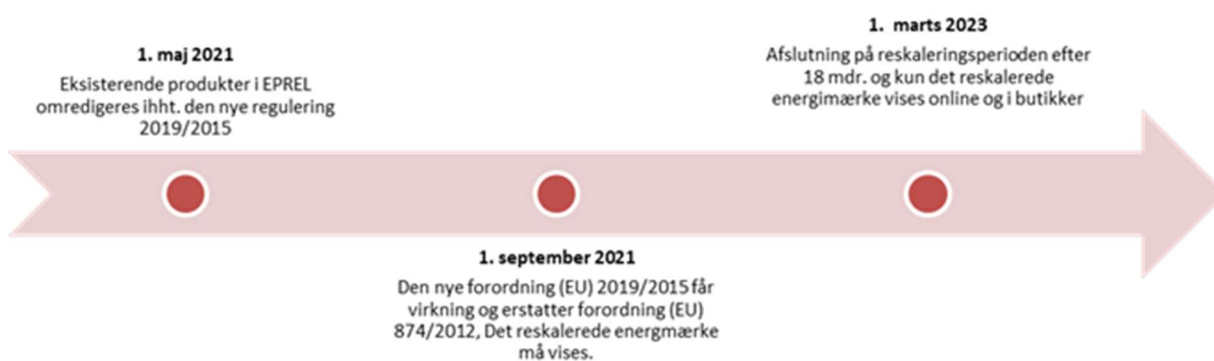 1. maj 2021
Eksisterende produkter i EPREL
omredigeres ihht. den nye regulering
2019/2015
1. september 2021
Den nye forordning (EU) 2019/2015 får
virkning og erstatter forordning (EU)
874/2012, Det reskalerede energmærke
må vises.
1. marts 2023
Afslutning på reskaleringsperioden efter
18 mdr. og kun det reskalerede
energimærke vises online og i butikker